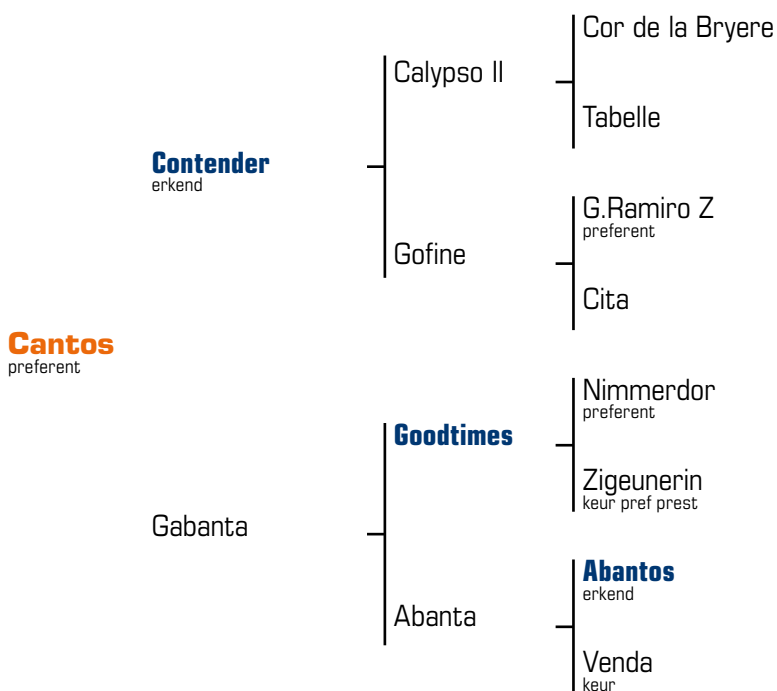 Cor de la Bryere
Calypso II
Tabelle
Contender
erkend
G.Ramiro Z
preferent
Gofine
Cita
Cantos
preferent
Nimmerdor
preferent
Goodtimes
Zigeunerin
keur pref prest
Gabanta
Abantos
erkend
Abanta
Venda
keur